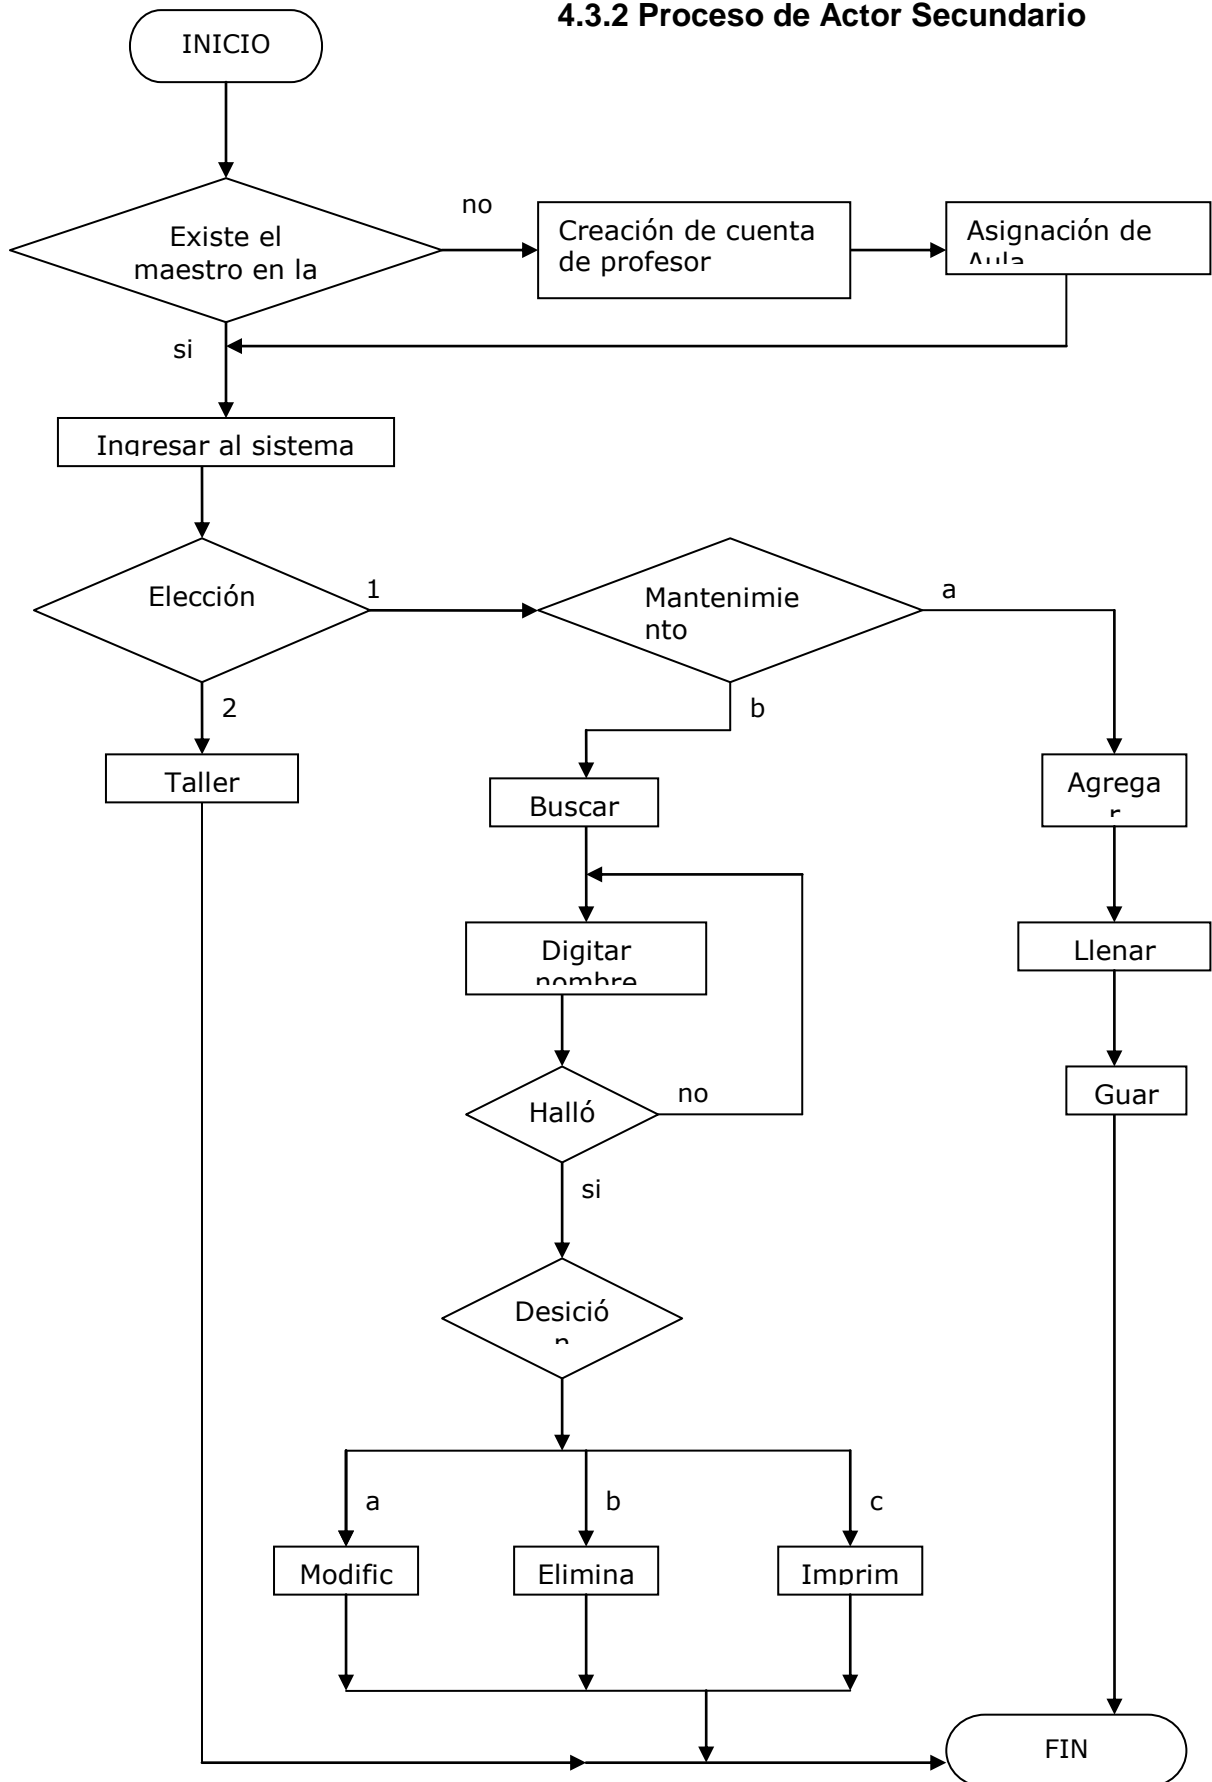 4.3.2 Proceso de Actor Secundario
INICIO
no
Existe el
maestro en la
Creación de cuenta
de profesor
Asignación de
Aula
si
Ingresar al sistema
Elección
1
Mantenimie
nto
a
2
b
Taller
Buscar
Agrega
r
Digitar
nombre
Llenar
Halló
no
Guar
si
Desició
n
a
b
c
Modific
Elimina
Imprim
FIN